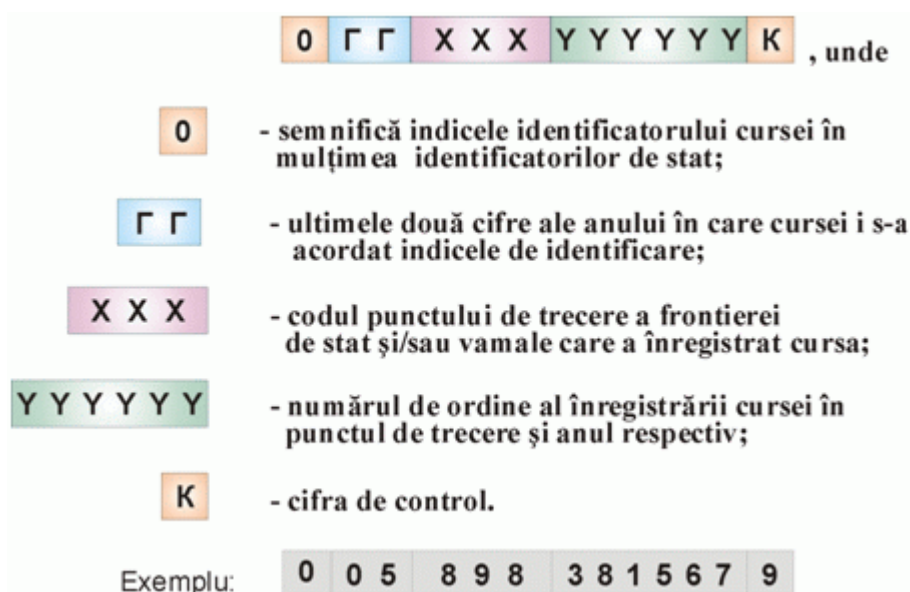 0 Г Г X X X Y Y Y Y Y Y K , unde
0 - semnifică indicele identificatorului cursei în
mulțimea identificatorilor de stat;
Г Г - ultimele două cifre ale anului în care cursei i s-a
acordat indicele de identificare;
X X X - codul punctului de trecere a frontierei
de stat şi/sau vamale care a înregistrat cursa;
Y Y Y Y Y Y - numărul de ordine al înregistrării cursei în
punctul de trecere şi anul respectiv;
K - cifra de control.
Exemplu: 0 0 5 8 9 8 3 8 1 5 6 7 9